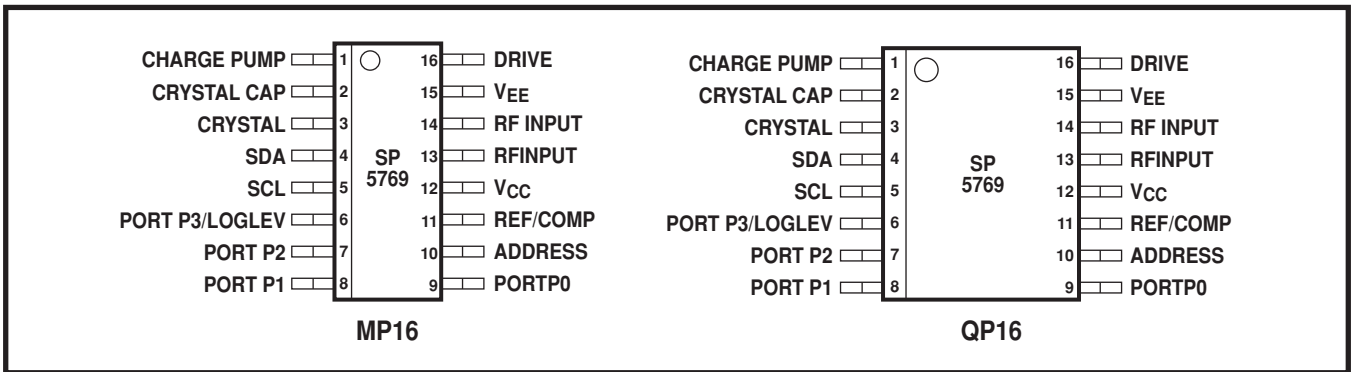 CHARGE PUMP 1 16 DRIVE
CRYSTAL CAP 2 15 VEE
CRYSTAL 3 14 RF INPUT
SDA 4 SP 13 RFINPUT
SCL 5 5769 12 VCC
PORT P3/LOGLEV 6 11 REF/COMP
PORT P2 7 10 ADDRESS
PORT P1 8 9 PORTP0
MP16
CHARGE PUMP 1 16 DRIVE
CRYSTAL CAP 2 15 VEE
CRYSTAL 3 14 RF INPUT
SDA 4 SP 13 RFINPUT
SCL 5 5769 12 VCC
PORT P3/LOGLEV 6 11 REF/COMP
PORT P2 7 10 ADDRESS
PORT P1 8 9 PORTP0
QP16